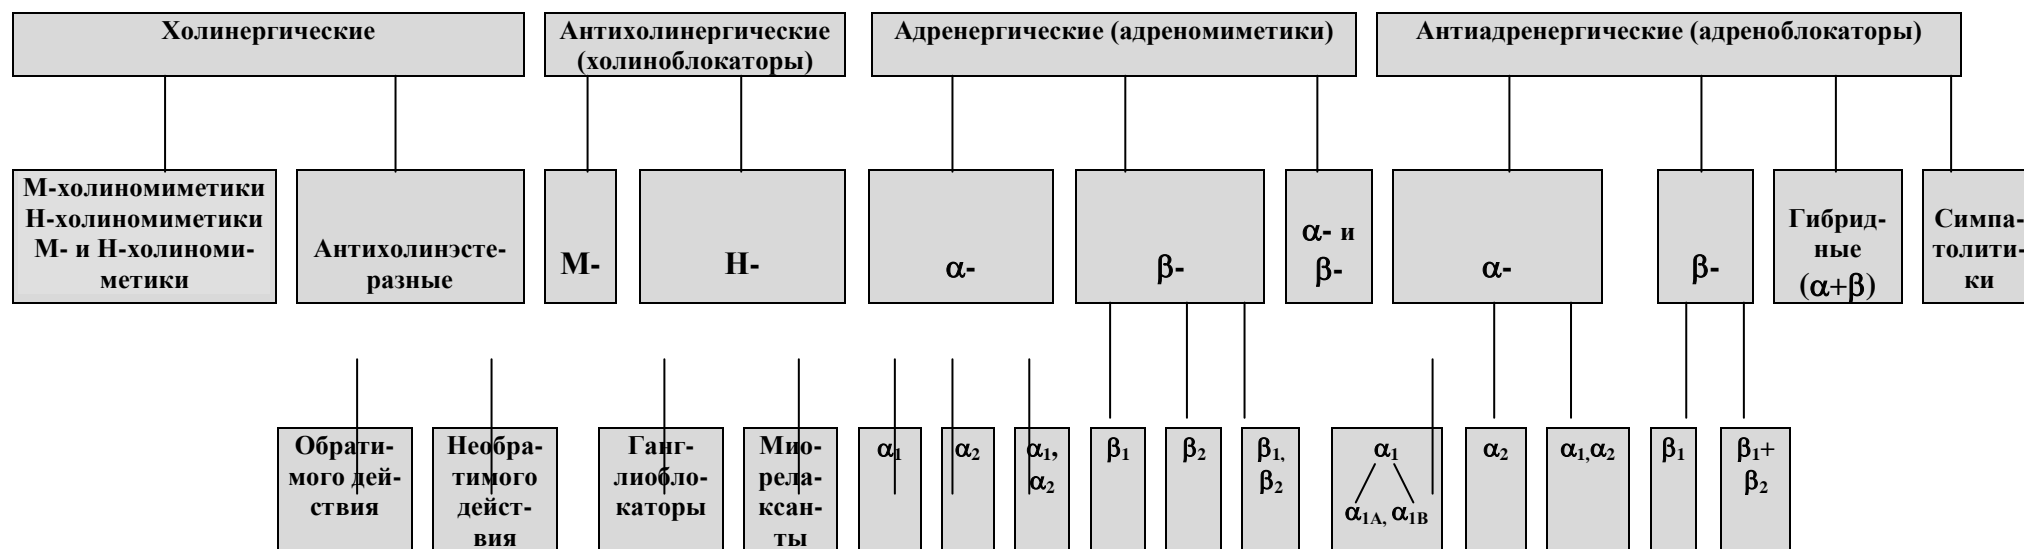 Холинергические
Антихолинергические
(холиноблокаторы)
Адренергические (адреномиметики)
Антиадренергические (адреноблокаторы)
М-холиномиметики
Н-холиномиметики
М- и Н-холиноми-
метики
Антихолинэсте-
разные
М-
Н-
α-
β-
α- и
β-
α-
β-
Гибрид-
ные
(α+β)
Симпа-
толити-
ки
Обрати-
мого дей-
ствия
Необра-
тимого
дейст-
вия
Ганг-
лиобло-
каторы
Мио-
рела-
ксан-
ты
α₁
α₂
α₁,
α₂
β₁
β₂
β₁,
β₂
α₁
α₁A, α₁B
α₂
α₁,α₂
β₁
β₁+
β₂